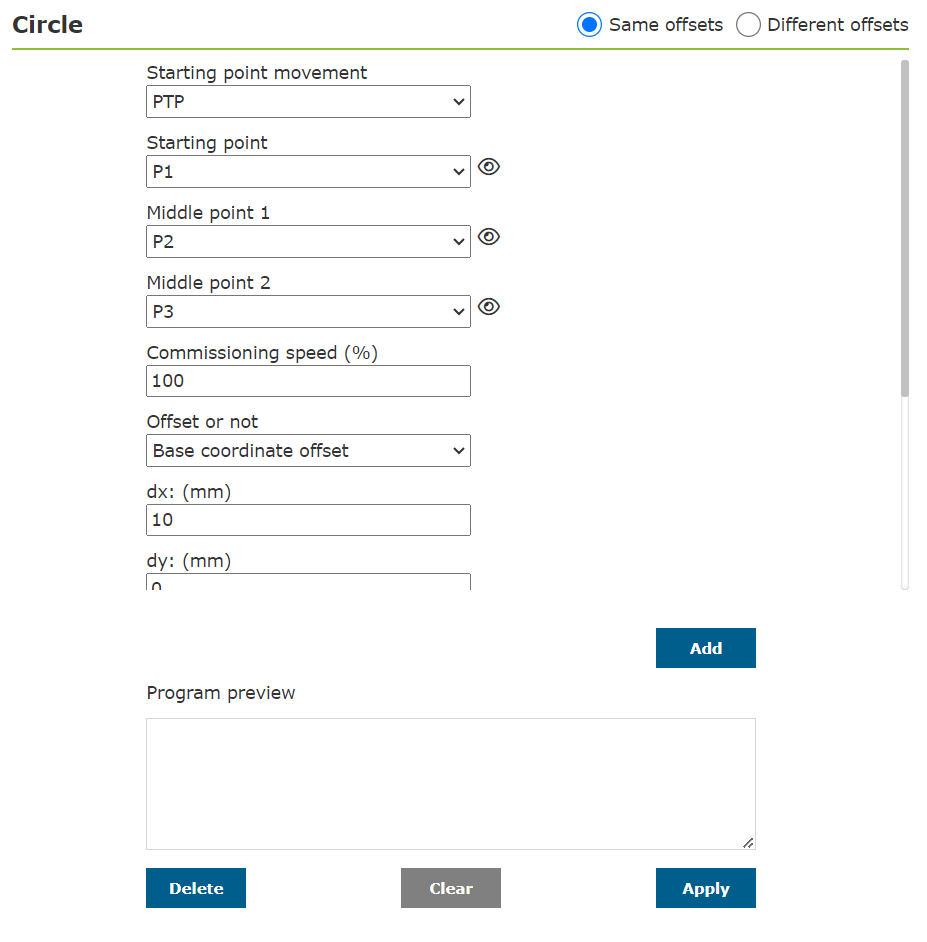 Circle
Same offsets
Different offsets
Starting point movement
PTP
Starting point
P1
Middle point 1
P2
Middle point 2
P3
Commissioning speed (%)
100
Offset or not
Base coordinate offset
dx: (mm)
10
dy: (mm)
0
Add
Program preview
Delete
Clear
Apply